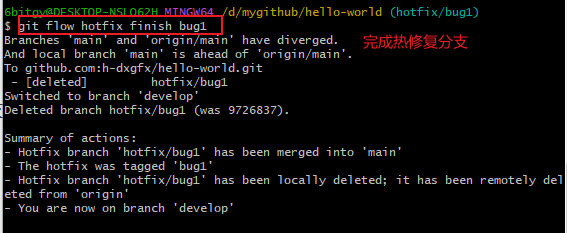 6bitgy@DESKTOP-NSLO62H MINGW64 /d/mygithub/hello-world (hotfix/bug1)
$ git flow hotfix finish bug1
完成热修复分支
Branches 'main' and 'origin/main' have diverged.
And local branch 'main' is ahead of 'origin/main'.
To github.com:h-dxgfx/hello-world.git
 - [deleted]         hotfix/bug1
Switched to branch 'develop'
Deleted branch hotfix/bug1 (was 9726837).
Summary of actions:
- Hotfix branch 'hotfix/bug1' has been merged into 'main'
- The hotfix was tagged 'bug1'
- Hotfix branch 'hotfix/bug1' has been locally deleted; it has been remotely del
eted from 'origin'
- You are now on branch 'develop'